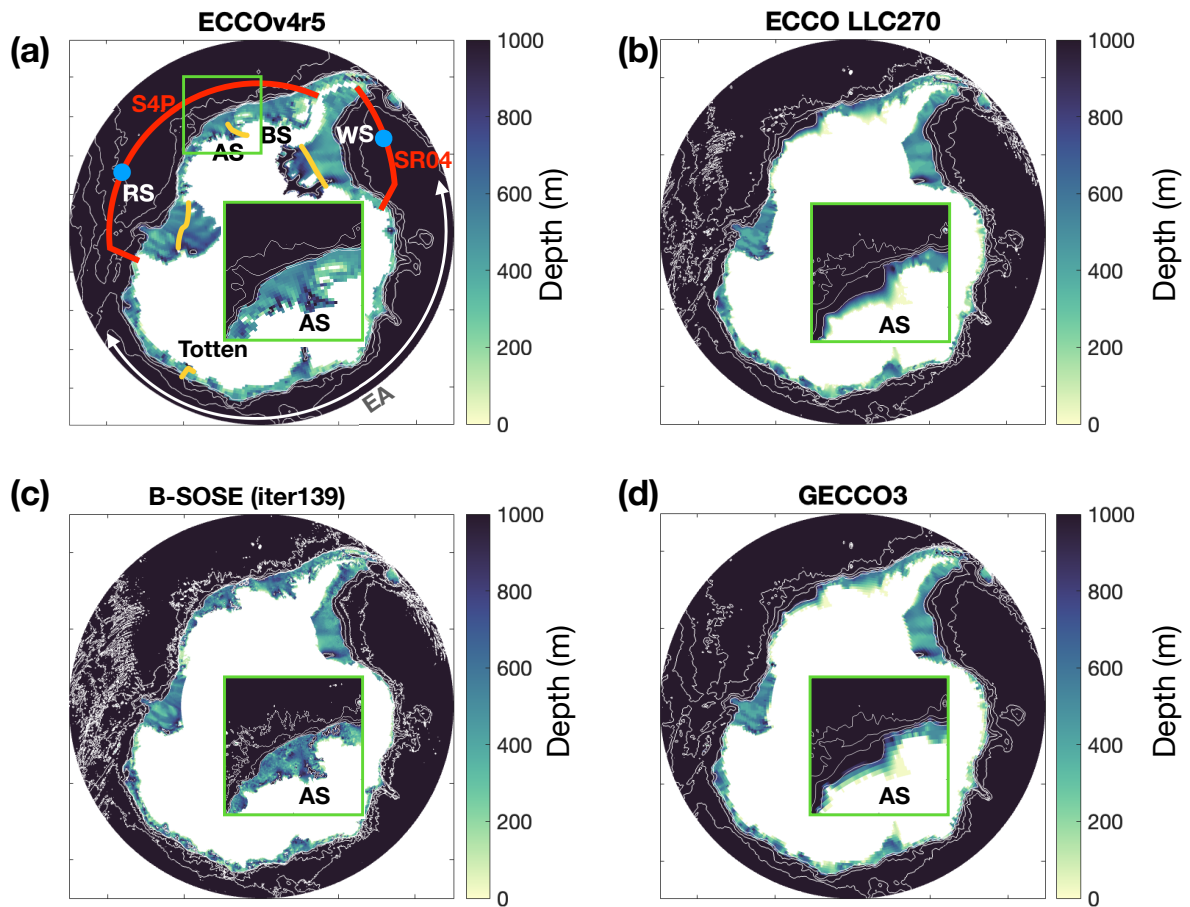 (a)
ECCOv4r5
S4P
AS
BS
WS
SR04
RS
AS
Totten
EA
1000
800
600
400
200
0
Depth (m)
(b)
ECCO LLC270
AS
1000
800
600
400
200
0
Depth (m)
(c)
B-SOSE (iter139)
AS
1000
800
600
400
200
0
Depth (m)
(d)
GECCO3
AS
1000
800
600
400
200
0
Depth (m)